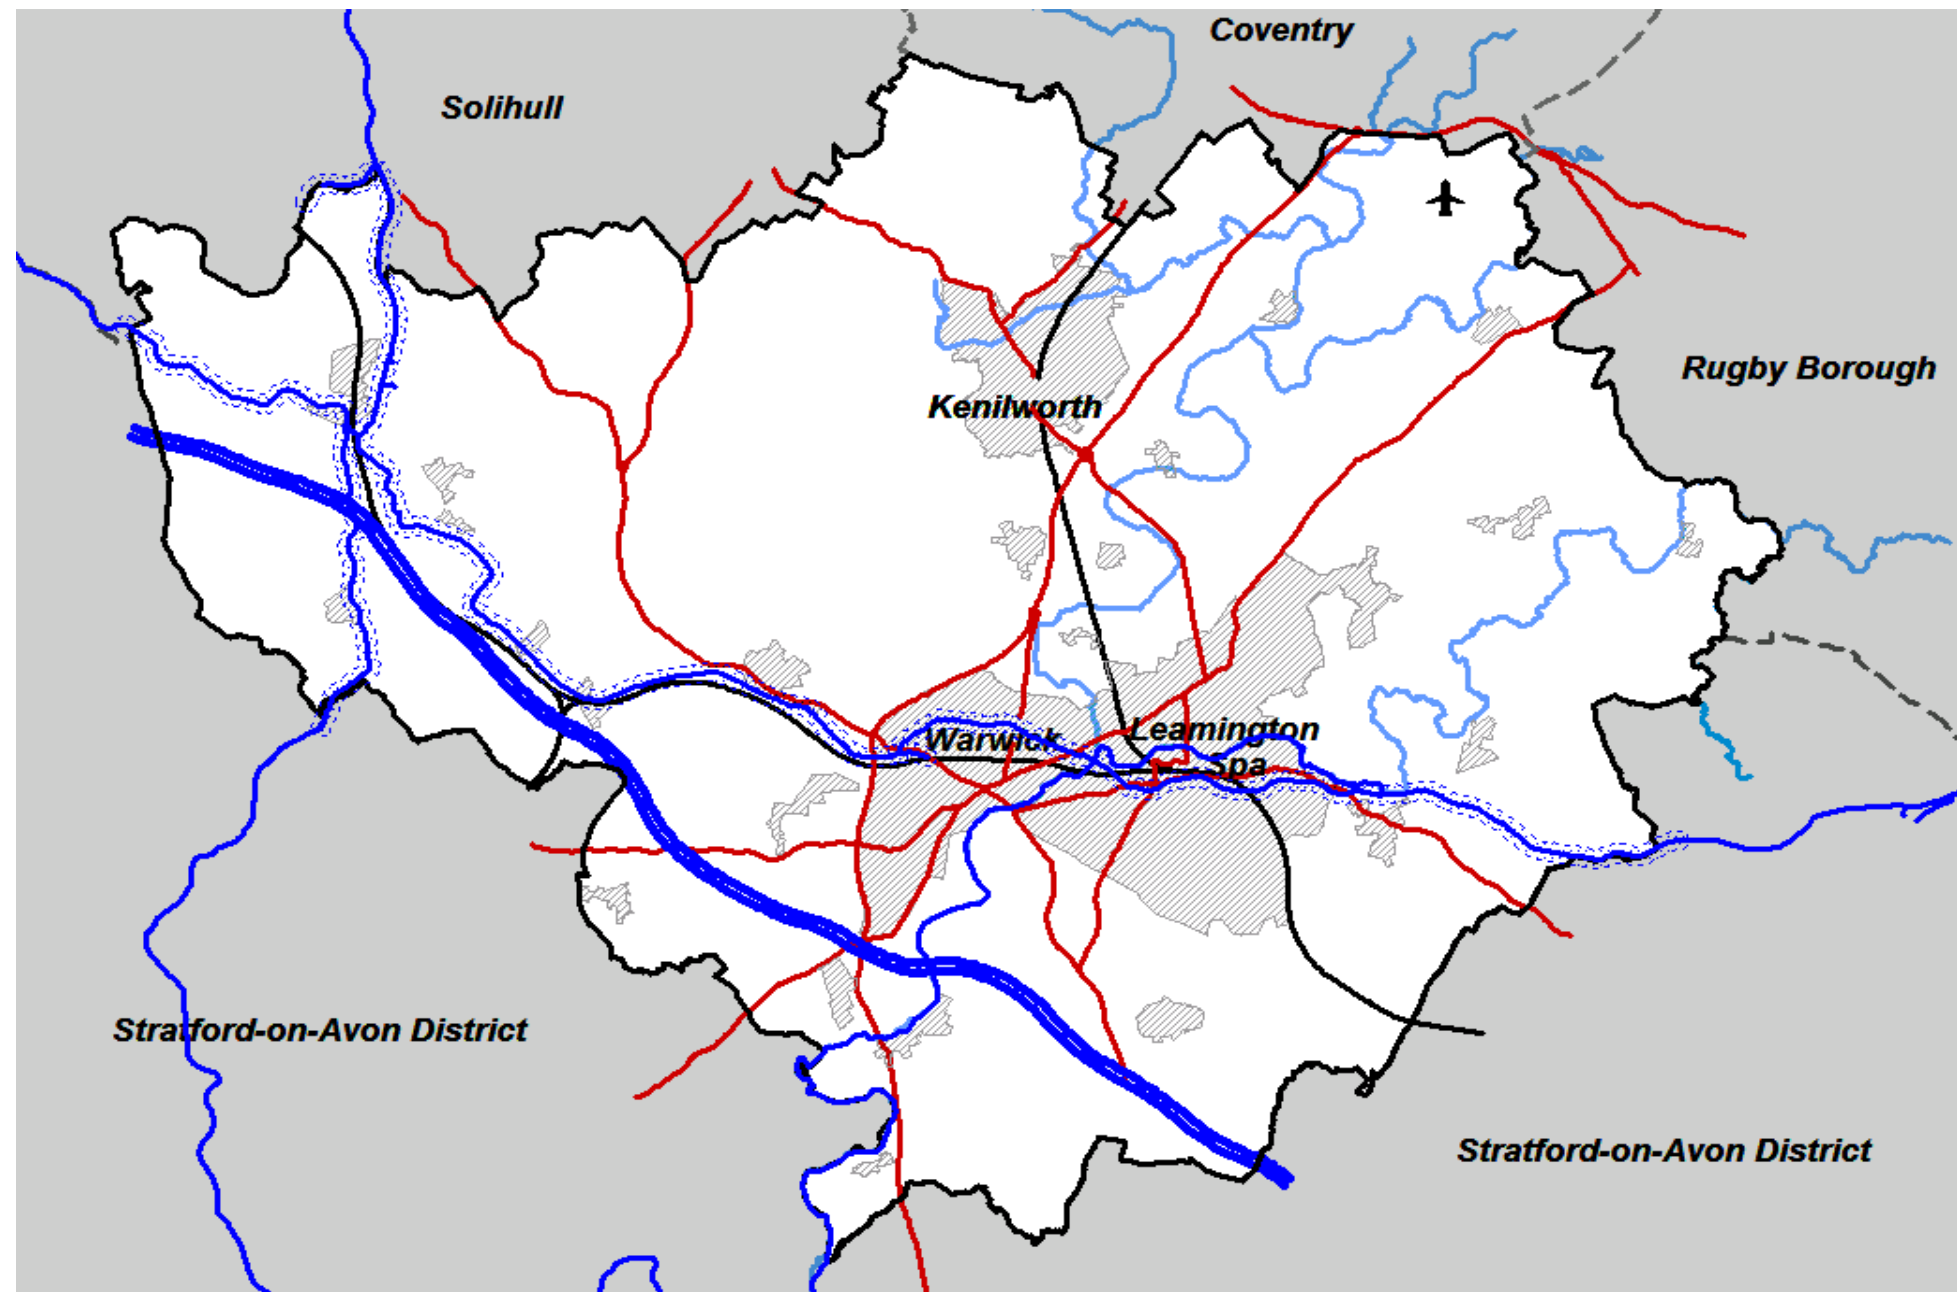 Coventry
Solihull
Rugby Borough
Kenilworth
Leamington
Warwick
Spa
Stratford-on-Avon District
Stratford-on-Avon District